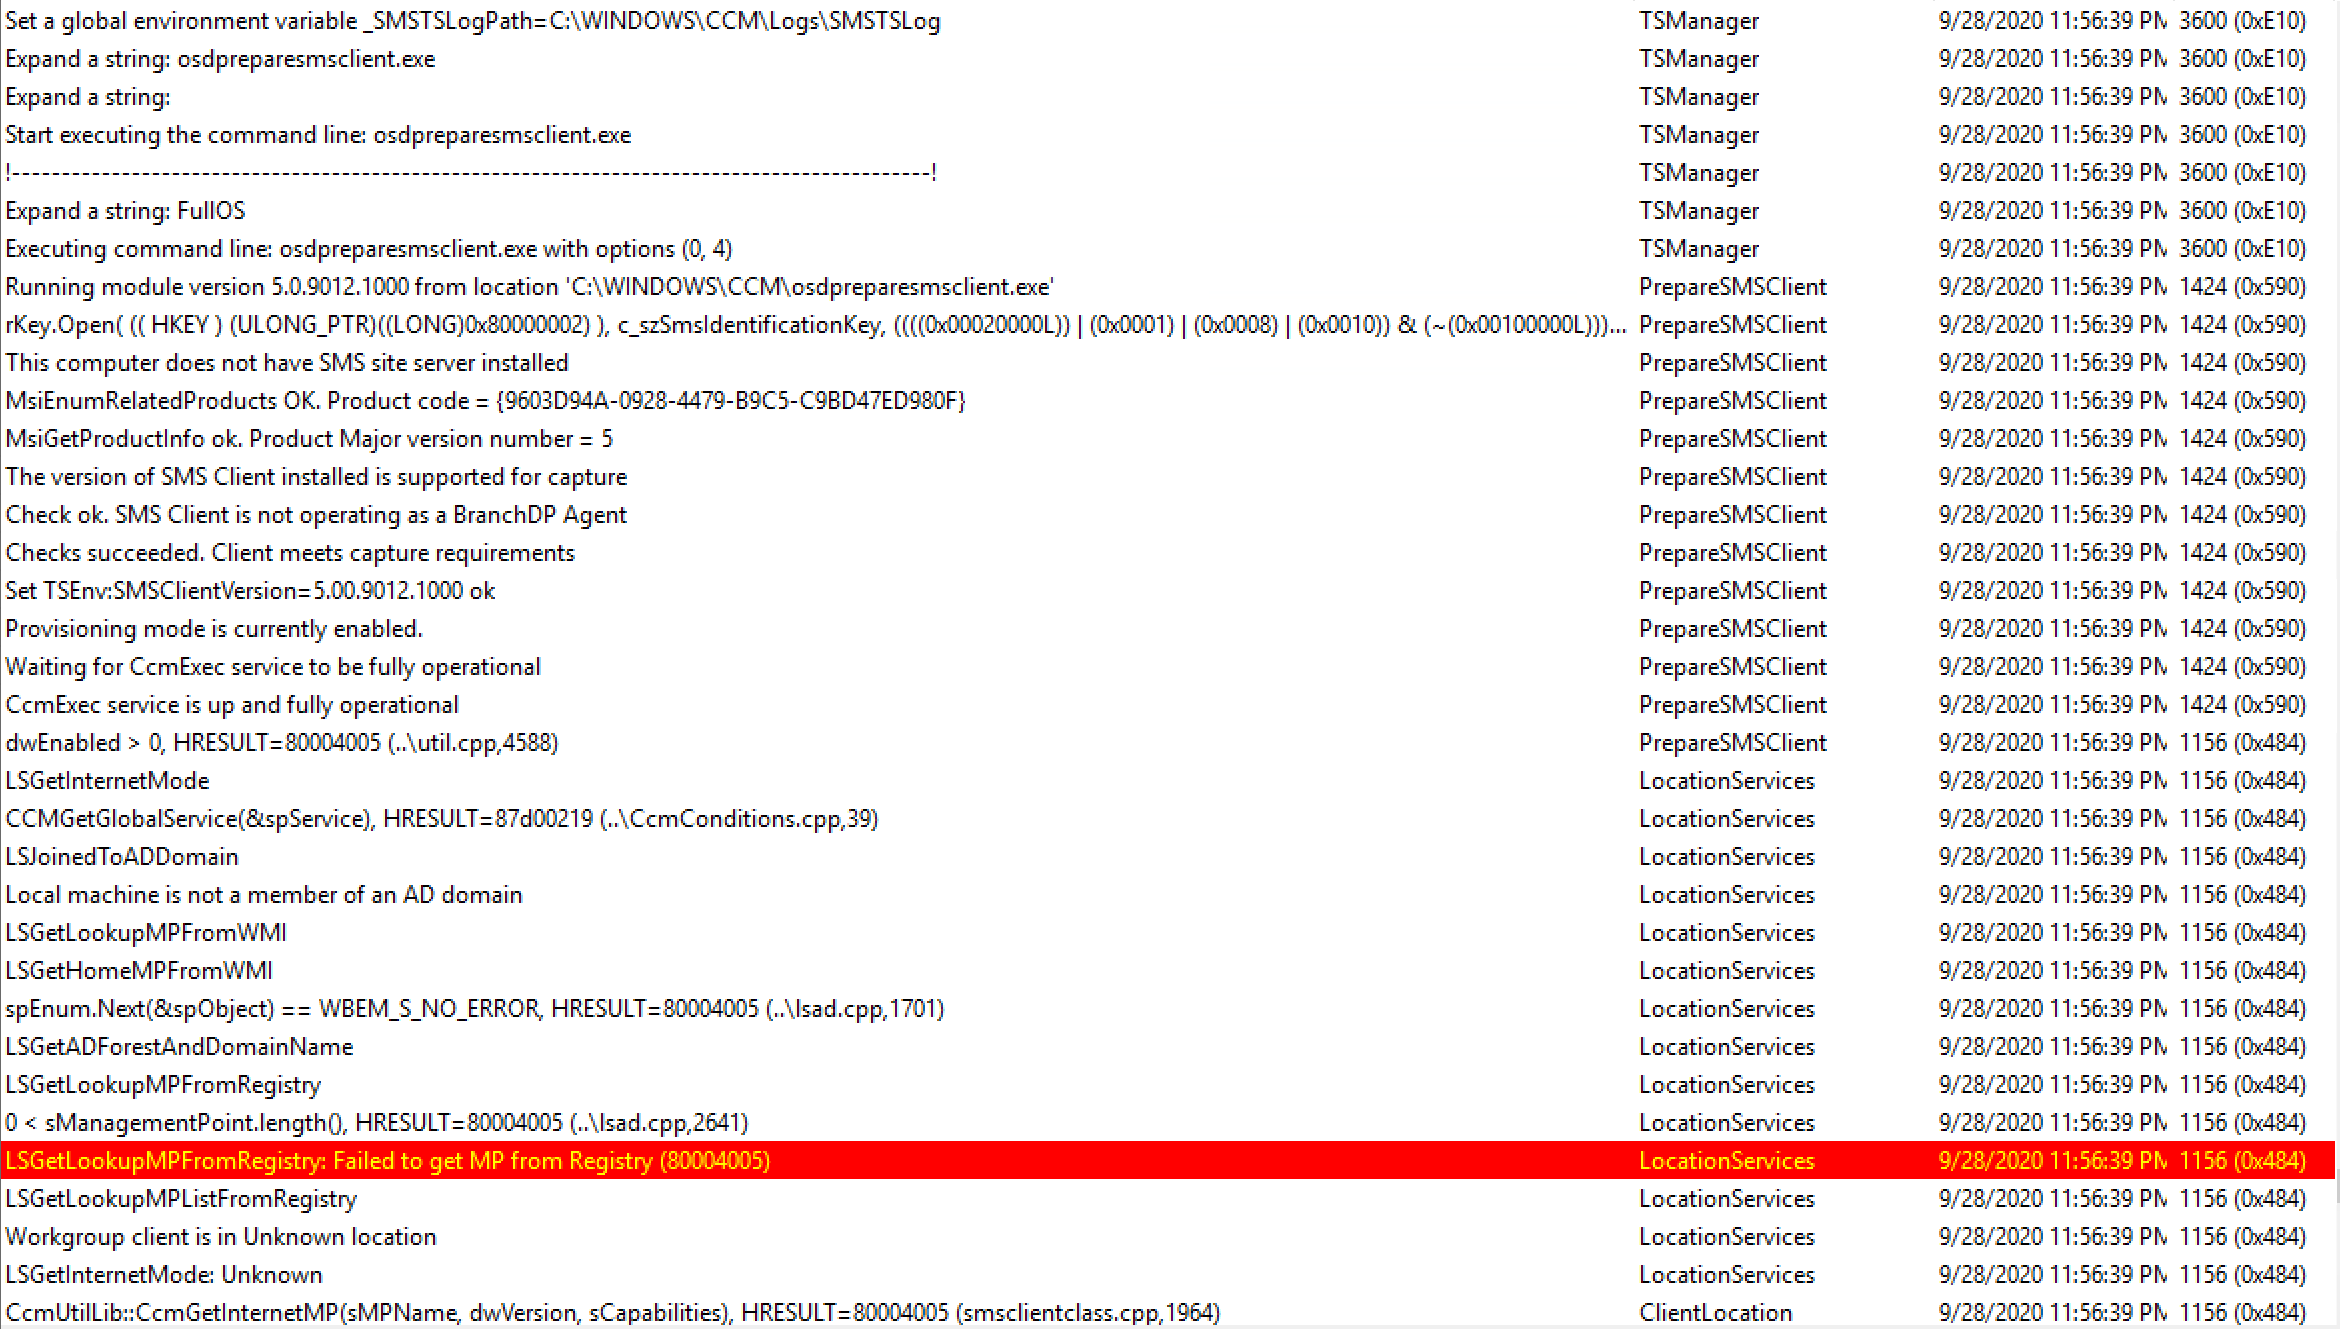 Set a global environment variable _SMSTSLogPath=C:\WINDOWS\CCM\Logs\SMSTSLog TSManager 9/28/2020 11:56:39 PM 3600 (0xE10)
Expand a string: osdpreparesmsclient.exe TSManager 9/28/2020 11:56:39 PM 3600 (0xE10)
Expand a string: TSManager 9/28/2020 11:56:39 PM 3600 (0xE10)
Start executing the command line: osdpreparesmsclient.exe TSManager 9/28/2020 11:56:39 PM 3600 (0xE10)
!--------------------------------------------------------------------------------------------! TSManager 9/28/2020 11:56:39 PM 3600 (0xE10)
Expand a string: FullOS TSManager 9/28/2020 11:56:39 PM 3600 (0xE10)
Executing command line: osdpreparesmsclient.exe with options (0, 4) TSManager 9/28/2020 11:56:39 PM 3600 (0xE10)
Running module version 5.0.9012.1000 from location 'C:\WINDOWS\CCM\osdpreparesmsclient.exe' PrepareSMSClient 9/28/2020 11:56:39 PM 1424 (0x590)
rKey.Open( (( HKEY ) (ULONG_PTR)((LONG)0x80000002) ), c_szSmsIdentificationKey, ((((0x00020000L)) | (0x0001) | (0x0008) | (0x0010)) & (~(0x00100000L)))... PrepareSMSClient 9/28/2020 11:56:39 PM 1424 (0x590)
This computer does not have SMS site server installed PrepareSMSClient 9/28/2020 11:56:39 PM 1424 (0x590)
MsiEnumRelatedProducts OK. Product code = {9603D94A-0928-4479-B9C5-C9BD47ED980F} PrepareSMSClient 9/28/2020 11:56:39 PM 1424 (0x590)
MsiGetProductInfo ok. Product Major version number = 5 PrepareSMSClient 9/28/2020 11:56:39 PM 1424 (0x590)
The version of SMS Client installed is supported for capture PrepareSMSClient 9/28/2020 11:56:39 PM 1424 (0x590)
Check ok. SMS Client is not operating as a BranchDP Agent PrepareSMSClient 9/28/2020 11:56:39 PM 1424 (0x590)
Checks succeeded. Client meets capture requirements PrepareSMSClient 9/28/2020 11:56:39 PM 1424 (0x590)
Set TSEnv:SMSClientVersion=5.00.9012.1000 ok PrepareSMSClient 9/28/2020 11:56:39 PM 1424 (0x590)
Provisioning mode is currently enabled. PrepareSMSClient 9/28/2020 11:56:39 PM 1424 (0x590)
Waiting for CcmExec service to be fully operational PrepareSMSClient 9/28/2020 11:56:39 PM 1424 (0x590)
CcmExec service is up and fully operational PrepareSMSClient 9/28/2020 11:56:39 PM 1424 (0x590)
dwEnabled > 0, HRESULT=80004005 (..\util.cpp,4588) PrepareSMSClient 9/28/2020 11:56:39 PM 1156 (0x484)
LSGetInternetMode LocationServices 9/28/2020 11:56:39 PM 1156 (0x484)
CCMGetGlobalService(&spService), HRESULT=87d00219 (..\CcmConditions.cpp,39) LocationServices 9/28/2020 11:56:39 PM 1156 (0x484)
LSJoinedToADDomain LocationServices 9/28/2020 11:56:39 PM 1156 (0x484)
Local machine is not a member of an AD domain LocationServices 9/28/2020 11:56:39 PM 1156 (0x484)
LSGetLookupMPFromWMI LocationServices 9/28/2020 11:56:39 PM 1156 (0x484)
LSGetHomeMPFromWMI LocationServices 9/28/2020 11:56:39 PM 1156 (0x484)
spEnum.Next(&spObject) == WBEM_S_NO_ERROR, HRESULT=80004005 (..\lsad.cpp,1701) LocationServices 9/28/2020 11:56:39 PM 1156 (0x484)
LSGetADForestAndDomainName LocationServices 9/28/2020 11:56:39 PM 1156 (0x484)
LSGetLookupMPFromRegistry LocationServices 9/28/2020 11:56:39 PM 1156 (0x484)
0 < sManagementPoint.length(), HRESULT=80004005 (..\lsad.cpp,2641) LocationServices 9/28/2020 11:56:39 PM 1156 (0x484)
LSGetLookupMPFromRegistry: Failed to get MP from Registry (80004005) LocationServices 9/28/2020 11:56:39 PM 1156 (0x484)
LSGetLookupMPListFromRegistry LocationServices 9/28/2020 11:56:39 PM 1156 (0x484)
Workgroup client is in Unknown location LocationServices 9/28/2020 11:56:39 PM 1156 (0x484)
LSGetInternetMode: Unknown LocationServices 9/28/2020 11:56:39 PM 1156 (0x484)
CcmUtilLib::CcmGetInternetMP(sMPName, dwVersion, sCapabilities), HRESULT=80004005 (smsclientclass.cpp,1964) ClientLocation 9/28/2020 11:56:39 PM 1156 (0x484)